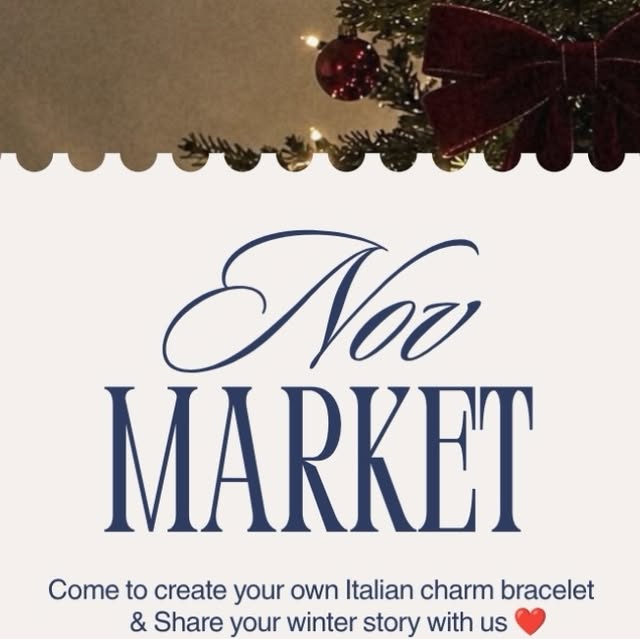 Nov
MARKET
Come to create your own Italian charm bracelet
& Share your winter story with us ❤️